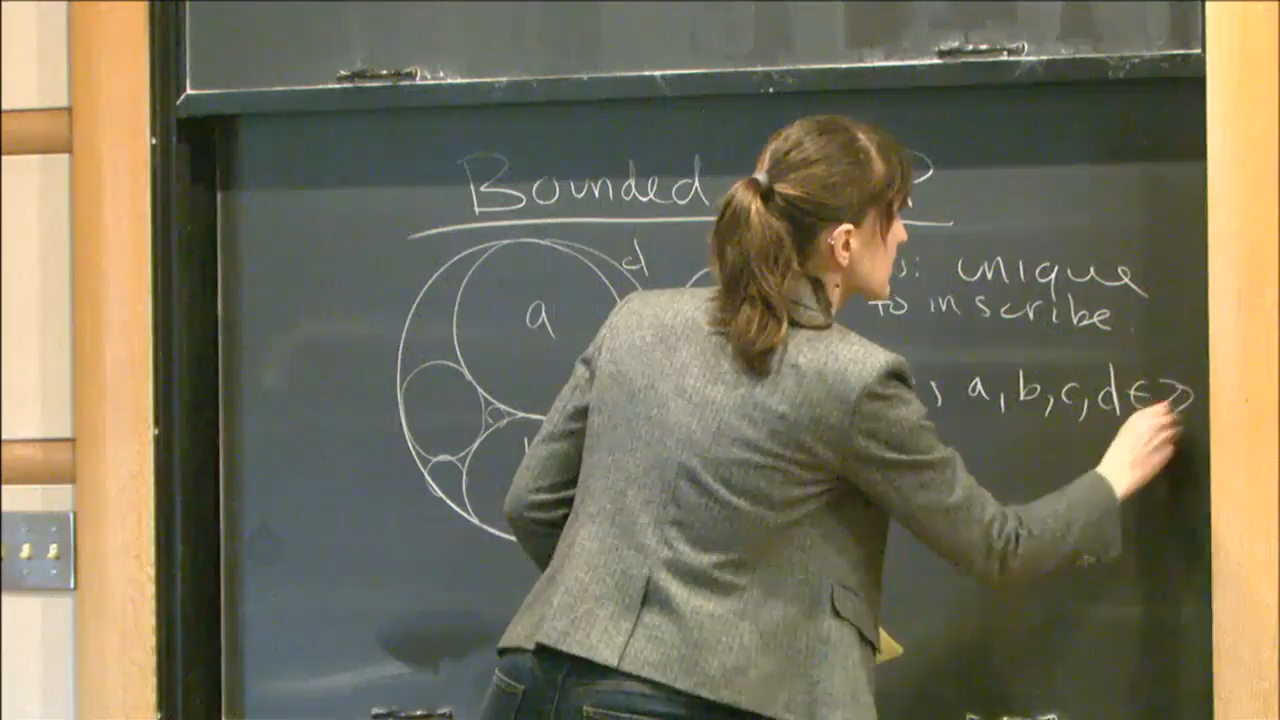 Bounded
d
a
s: unique
to inscribe.
, a, b, c, d ∈ Z